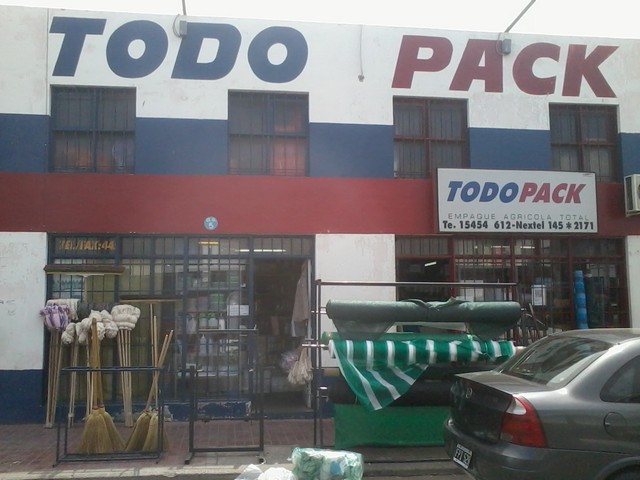 TODO PACK
TODOPACK
EMPAQUE AGRICOLA TOTAL
Te. 15454 612-Nextel 145*2171